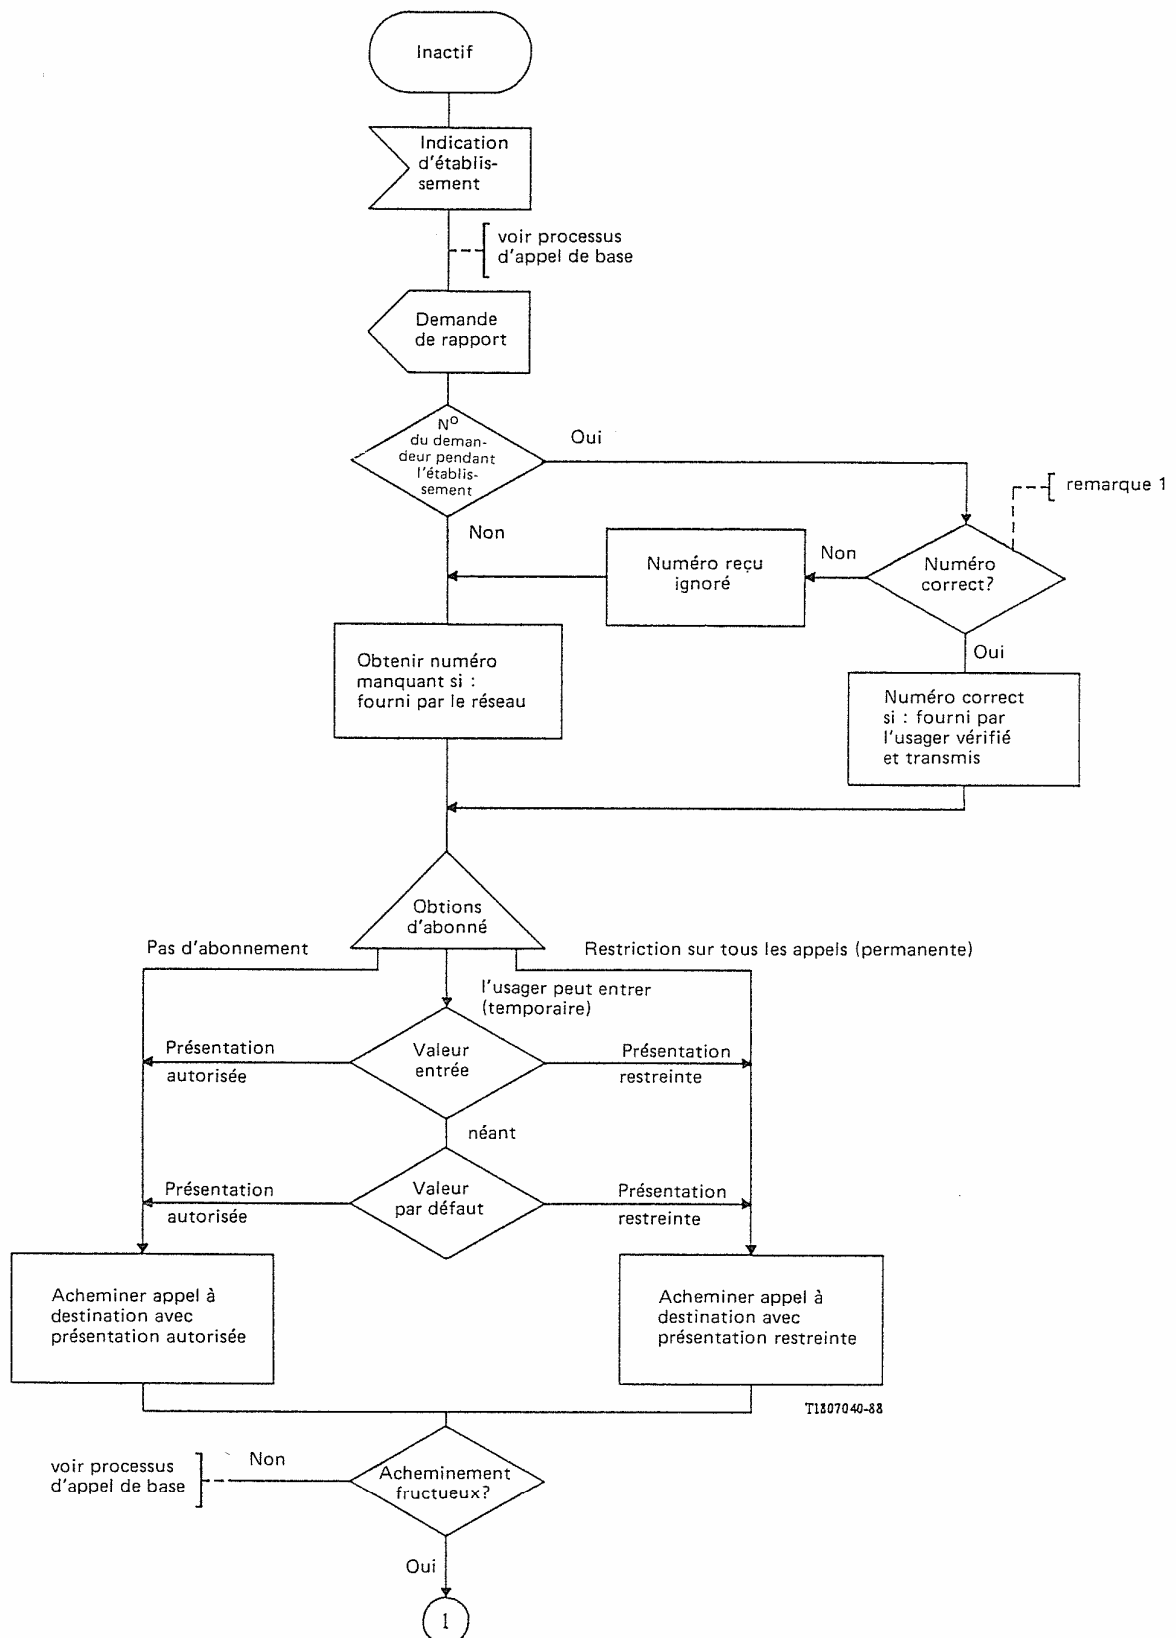 Inactif
Indication
d'établis-
sement
voir processus
d'appel de base
Demande
de rapport
Nº
du deman-
deur pendant
l'établis-
sement
Oui
remarque 1
Non
Numéro reçu
ignoré
Non
Numéro
correct?
Oui
Obtenir numéro
manquant si :
fourni par le réseau
Numéro correct
si : fourni par
l'usager vérifié
et transmis
Obtions
d'abonné
Pas d'abonnement
Restriction sur tous les appels (permanente)
l'usager peut entrer
(temporaire)
Présentation
autorisée
Valeur
entrée
Présentation
restreinte
néant
Présentation
autorisée
Valeur
par défaut
Présentation
restreinte
Acheminer appel à
destination avec
présentation autorisée
Acheminer appel à
destination avec
présentation restreinte
T1807040-88
voir processus
d'appel de base
Non
Acheminement
fructueux?
Oui
1